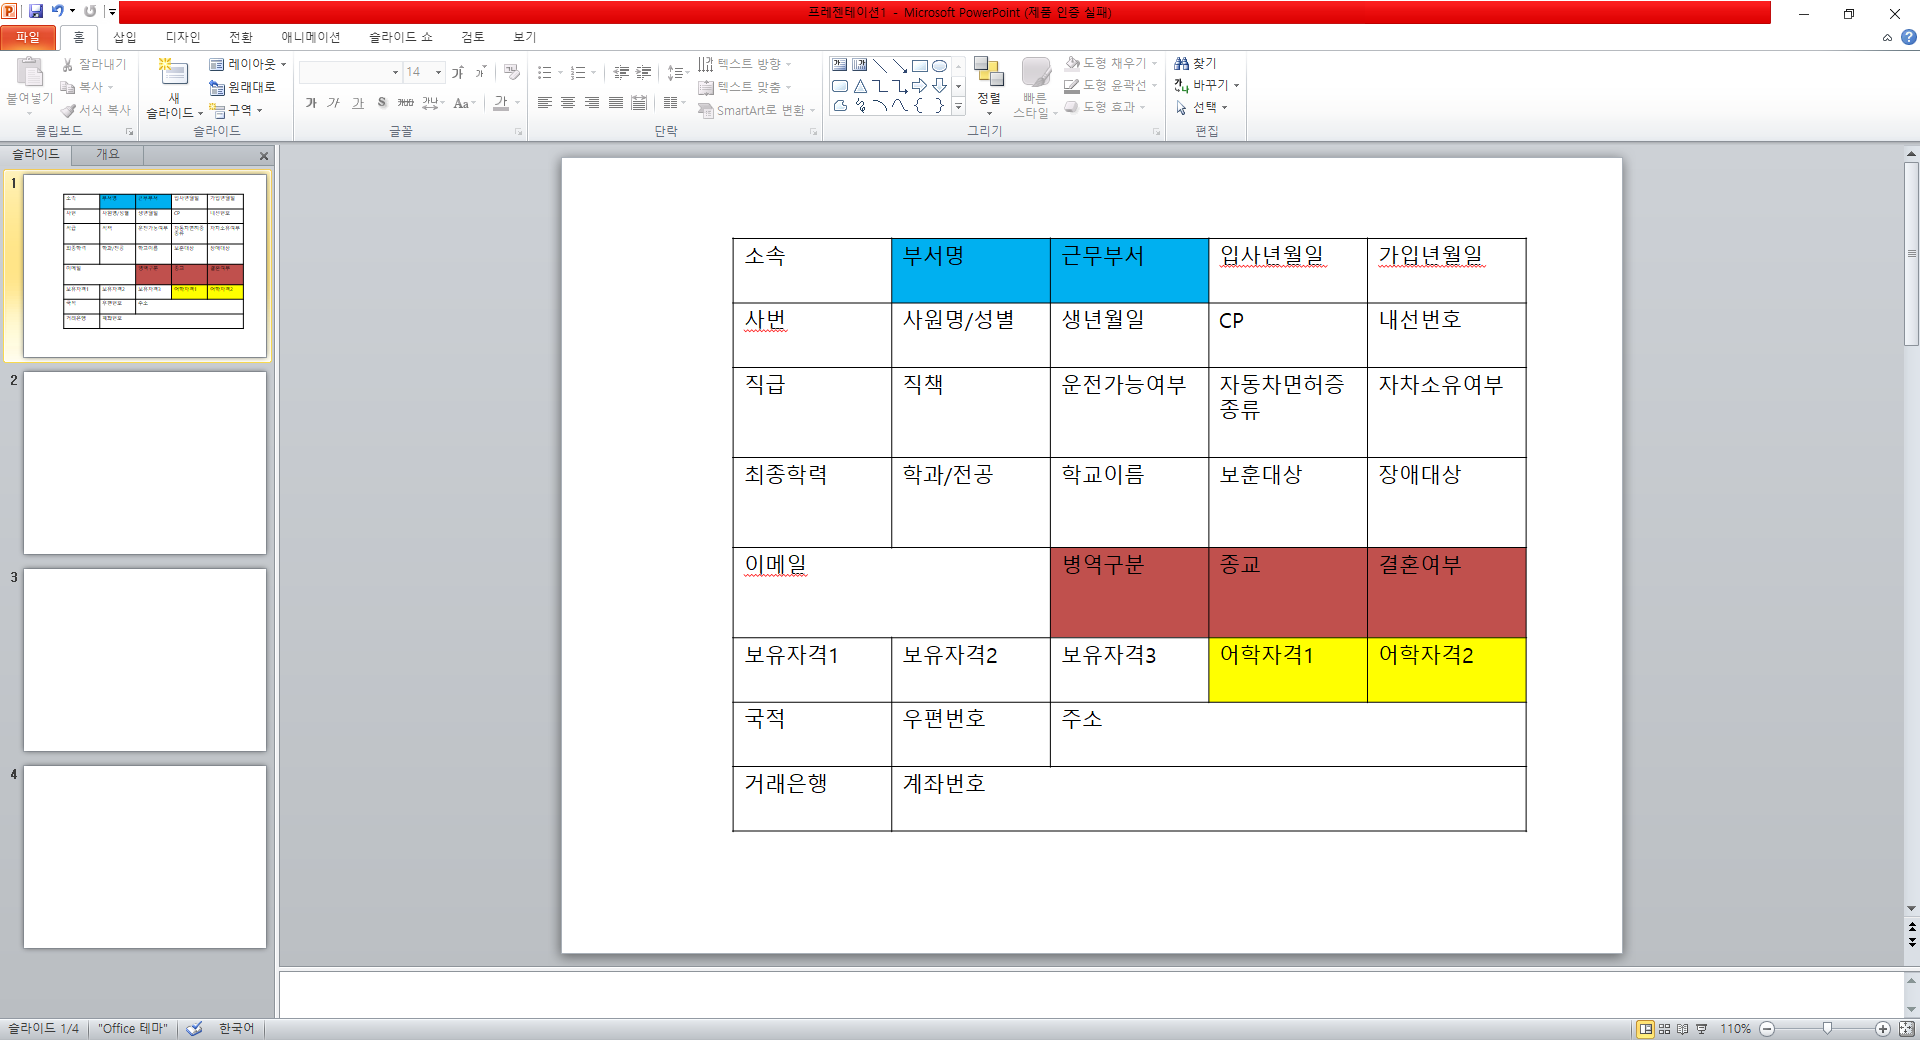 프레젠테이션1 - Microsoft PowerPoint (제품 인증 실패)
파일 홈 삽입 디자인 전환 애니메이션 슬라이드 쇼 검토 보기
붙여넣기
잘라내기
복사
서식 복사
클립보드
새
슬라이드
레이아웃
원래대로
구역
슬라이드
14
가 가 가 S 가
Aa 가
글꼴
텍스트 방향
텍스트 맞춤
SmartArt로 변환
단락
정렬
빠른
스타일
도형 채우기
도형 윤곽선
도형 효과
그리기
찾기
바꾸기
선택
편집
슬라이드 개요
1
2
3
4
소속 부서명 근무부서 입사년월일 가입년월일
사번 사원명/성별 생년월일 CP 내선번호
직급 직책 운전가능여부 자동차면허증 자차소유여부
종류
최종학력 학과/전공 학교이름 보훈대상 장애대상
이메일 병역구분 종교 결혼여부
보유자격1 보유자격2 보유자격3 어학자격1 어학자격2
국적 우편번호 주소
거래은행 계좌번호
슬라이드 1/4 "Office 테마" 한국어 110%